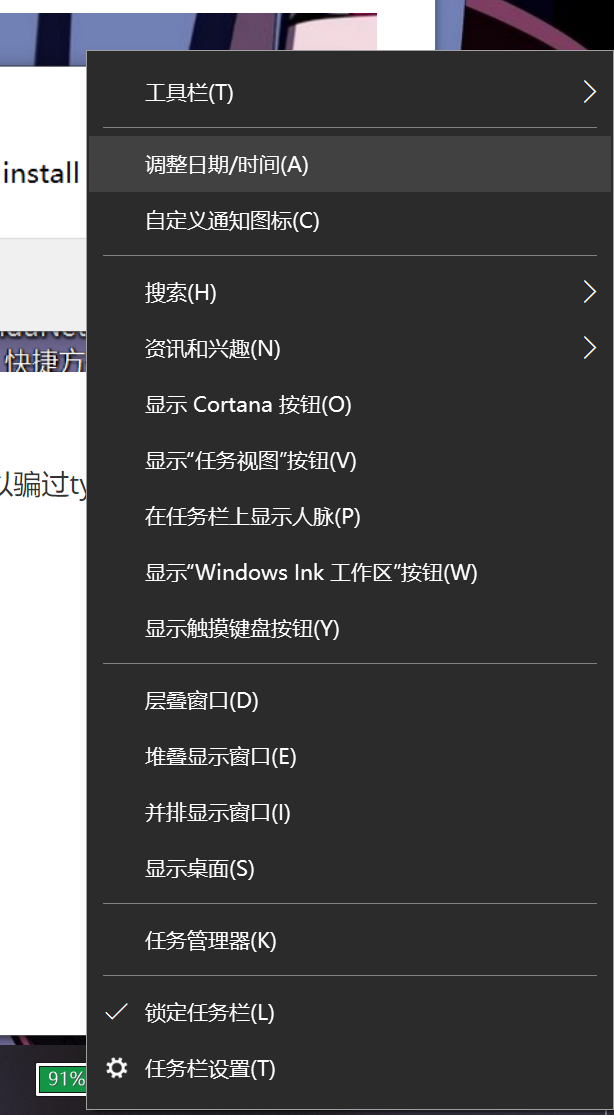 工具栏(T)
install
调整日期/时间(A)
自定义通知图标(C)
搜索(H)
资讯和兴趣(N)
快捷方
显示 Cortana 按钮(O)
显示“任务视图”按钮(V)
以骗过ty
在任务栏上显示人脉(P)
显示“Windows Ink 工作区”按钮(W)
显示触摸键盘按钮(Y)
层叠窗口(D)
堆叠显示窗口(E)
并排显示窗口(I)
显示桌面(S)
任务管理器(K)
锁定任务栏(L)
任务栏设置(T)
91%